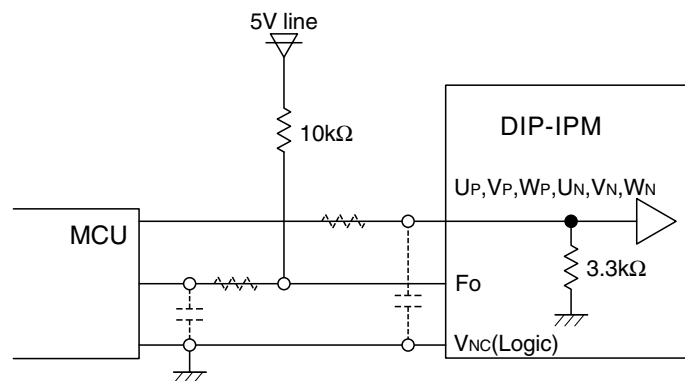 5V line
10kΩ
DIP-IPM
UP,VP,WP,UN,VN,WN
MCU
3.3kΩ
Fo
VNC(Logic)